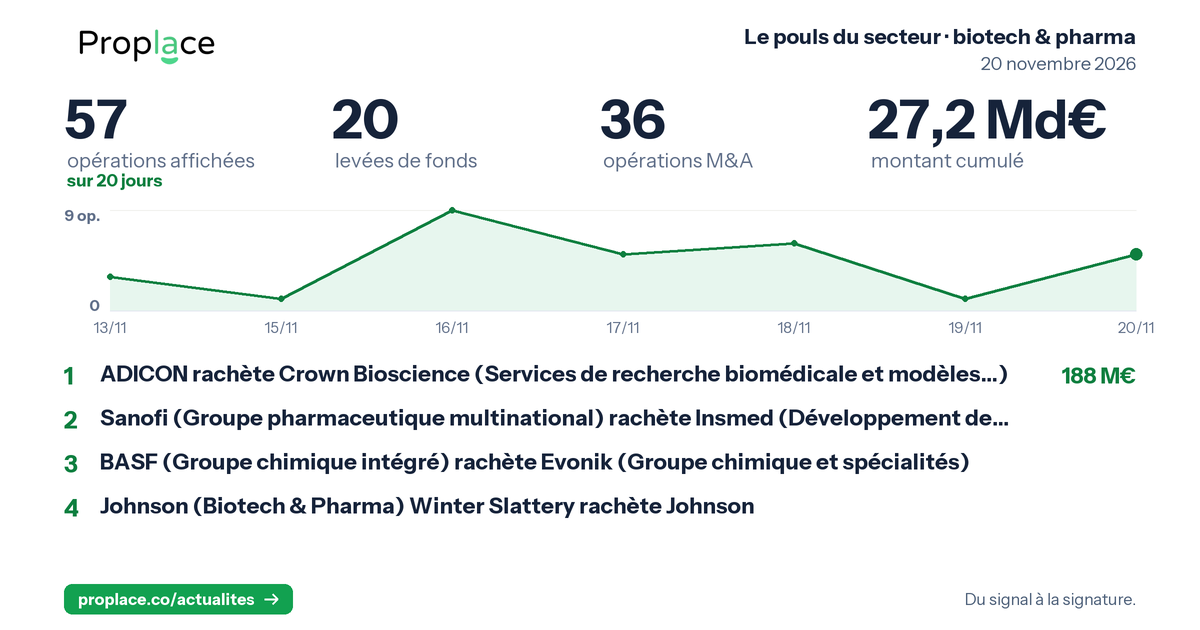 Proplace
Le pouls du secteur · biotech & pharma
20 novembre 2026
57
opérations affichées
sur 20 jours
20
levées de fonds
36
opérations M&A
27,2 Md€
montant cumulé
9 op.
0
13/11 15/11 16/11 17/11 18/11 19/11 20/11
1 ADICON rachète Crown Bioscience (Services de recherche biomédicale et modèles...) 188 M€
2 Sanofi (Groupe pharmaceutique multinational) rachète Insmed (Développement de...
3 BASF (Groupe chimique intégré) rachète Evonik (Groupe chimique et spécialités)
4 Johnson (Biotech & Pharma) Winter Slattery rachète Johnson
proplace.co/actualites →
Du signal à la signature.